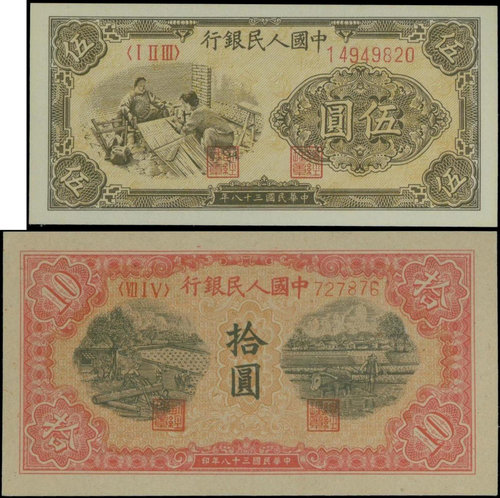 中國人民銀行
〈I II III〉
14949820
伍
伍
伍圓
伍
伍
中華民國三十八年
中國人民銀行
〈VII IV〉
727876
10
拾
拾圓
拾
10
中華民國三十八年印